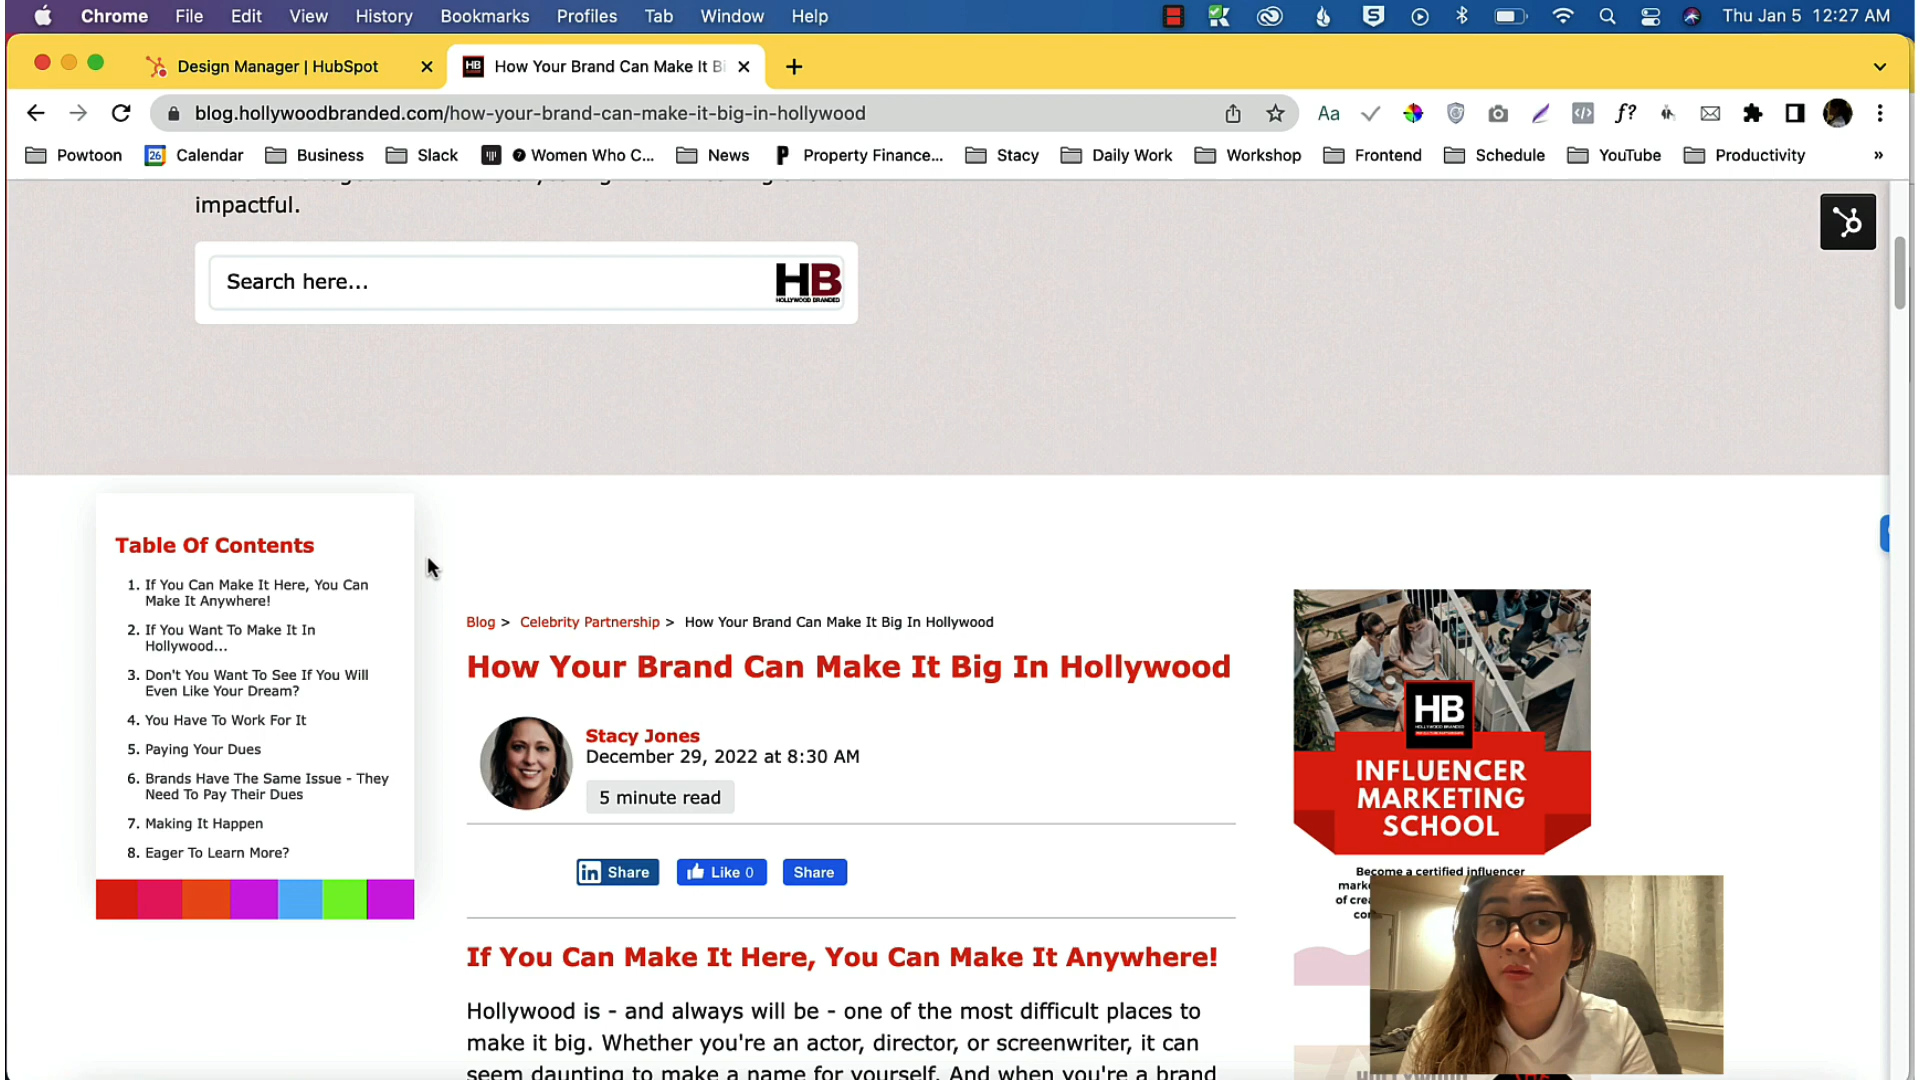 Chrome File Edit View History Bookmarks Profiles Tab Window Help
Thu Jan 5 12:27 AM
Design Manager | HubSpot
How Your Brand Can Make It Bi
blog.hollywoodbranded.com/how-your-brand-can-make-it-big-in-hollywood
Powtoon Calendar Business Slack Women Who C... News Property Finance... Stacy Daily Work Workshop Frontend Schedule YouTube Productivity »
impactful.
Search here...
HB
HOLLYWOOD BRANDED
Table Of Contents
1. If You Can Make It Here, You Can
Make It Anywhere!
2. If You Want To Make It In
Hollywood...
3. Don't You Want To See If You Will
Even Like Your Dream?
4. You Have To Work For It
5. Paying Your Dues
6. Brands Have The Same Issue - They
Need To Pay Their Dues
7. Making It Happen
8. Eager To Learn More?
Blog > Celebrity Partnership > How Your Brand Can Make It Big In Hollywood
How Your Brand Can Make It Big In Hollywood
Stacy Jones
December 29, 2022 at 8:30 AM
5 minute read
in Share
Like 0
Share
If You Can Make It Here, You Can Make It Anywhere!
Hollywood is - and always will be - one of the most difficult places to
make it big. Whether you're an actor, director, or screenwriter, it can
seem daunting to make a name for yourself. And when you're a brand
HB
INFLUENCER
MARKETING
SCHOOL
Become a certified influencer